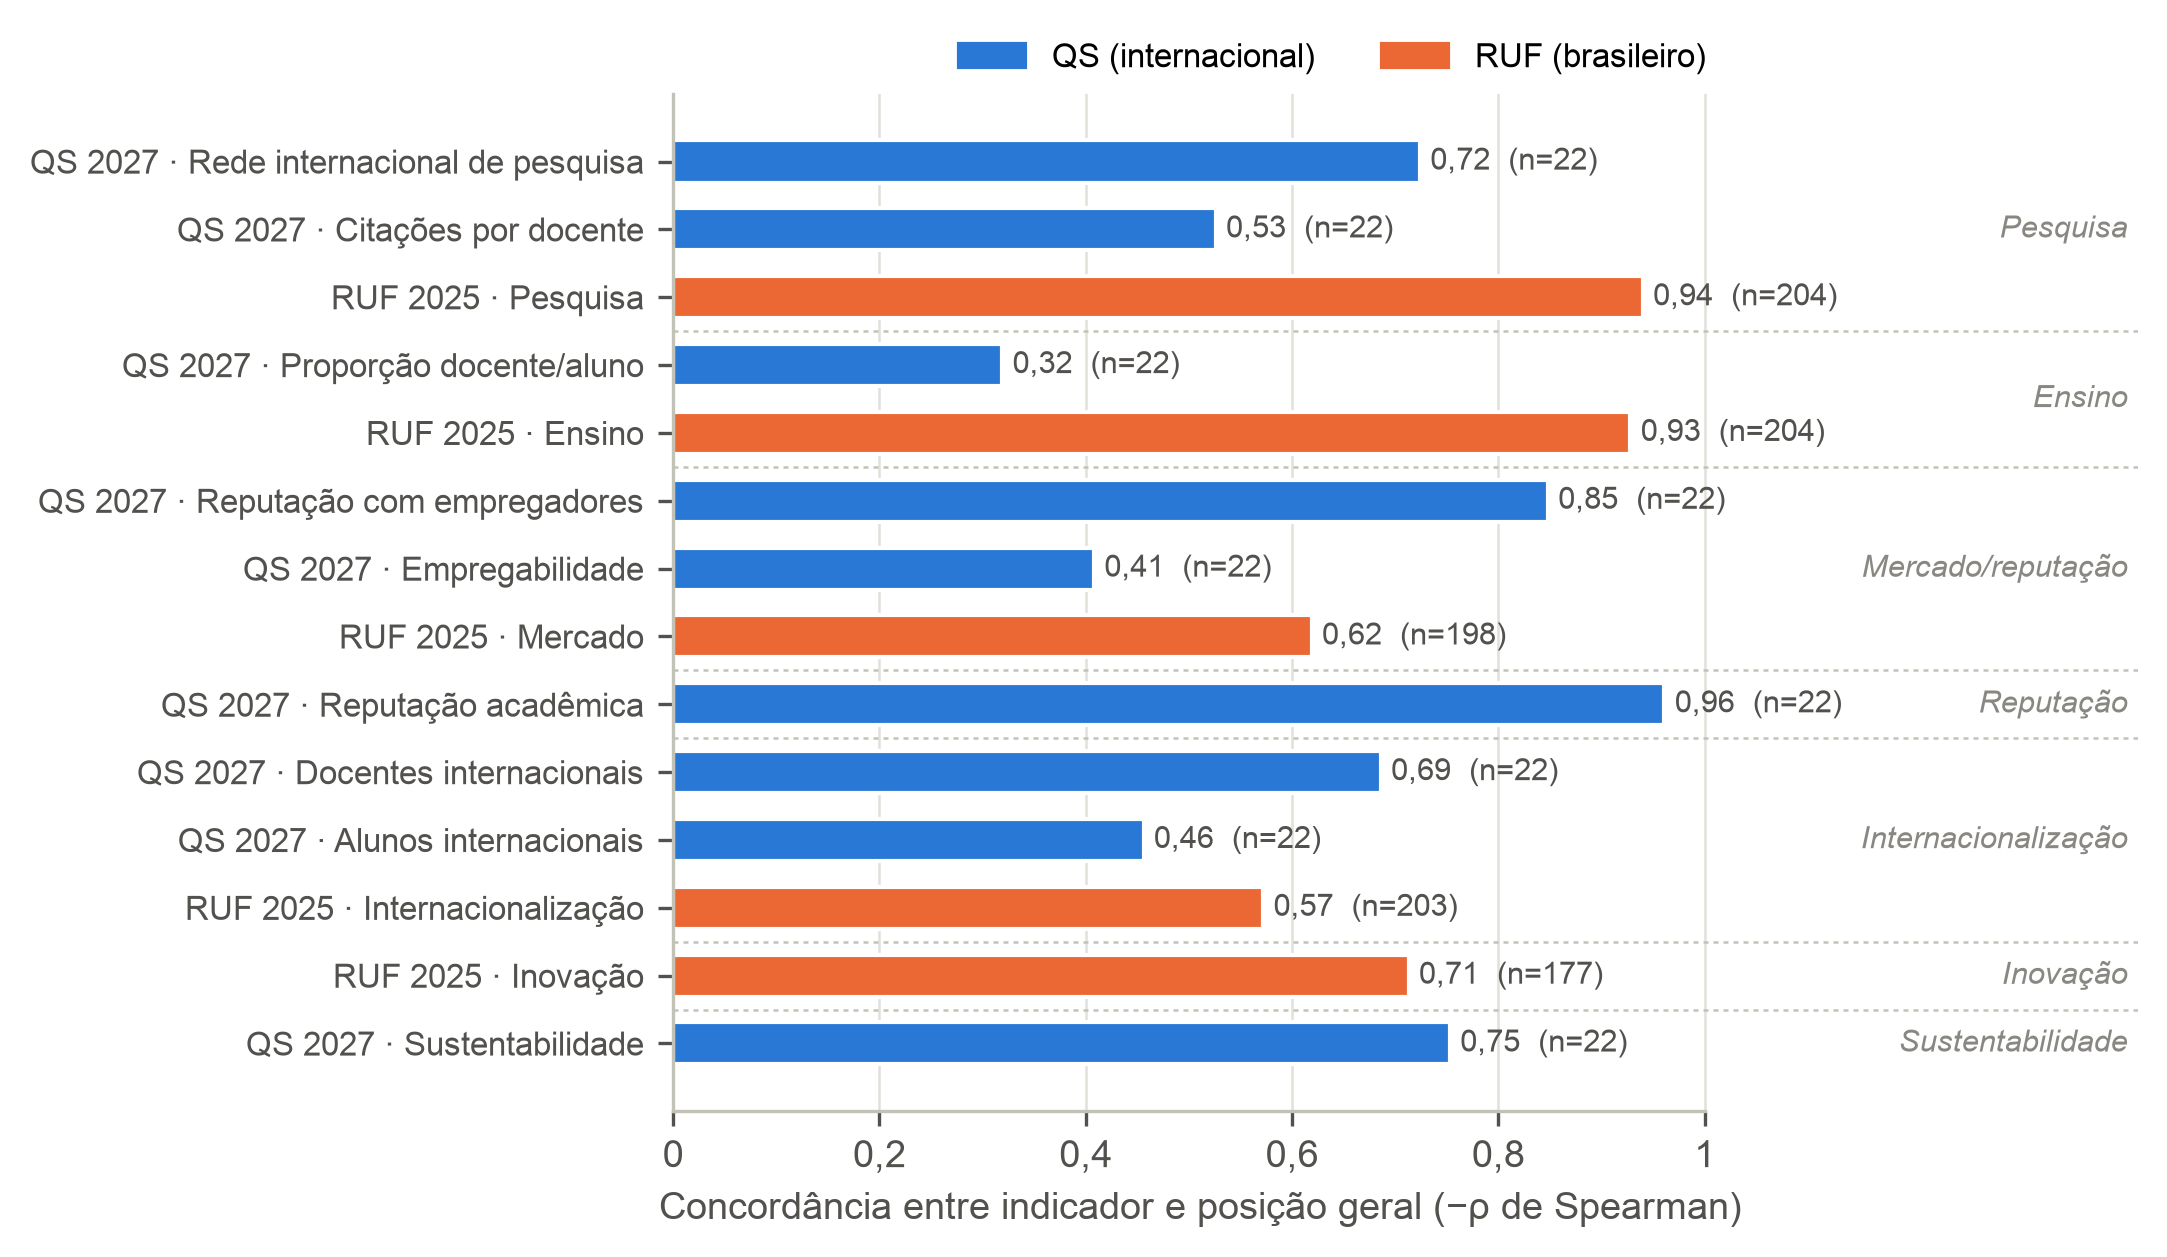 QS (internacional) RUF (brasileiro)
QS 2027 · Rede internacional de pesquisa 0,72 (n=22)
QS 2027 · Citações por docente 0,53 (n=22) Pesquisa
RUF 2025 · Pesquisa 0,94 (n=204)
QS 2027 · Proporção docente/aluno 0,32 (n=22)
Ensino
RUF 2025 · Ensino 0,93 (n=204)
QS 2027 · Reputação com empregadores 0,85 (n=22)
QS 2027 · Empregabilidade 0,41 (n=22) Mercado/reputação
RUF 2025 · Mercado 0,62 (n=198)
QS 2027 · Reputação acadêmica 0,96 (n=22) Reputação
QS 2027 · Docentes internacionais 0,69 (n=22)
QS 2027 · Alunos internacionais 0,46 (n=22) Internacionalização
RUF 2025 · Internacionalização 0,57 (n=203)
RUF 2025 · Inovação 0,71 (n=177) Inovação
QS 2027 · Sustentabilidade 0,75 (n=22) Sustentabilidade
0 0,2 0,4 0,6 0,8 1
Concordância entre indicador e posição geral (−ρ de Spearman)